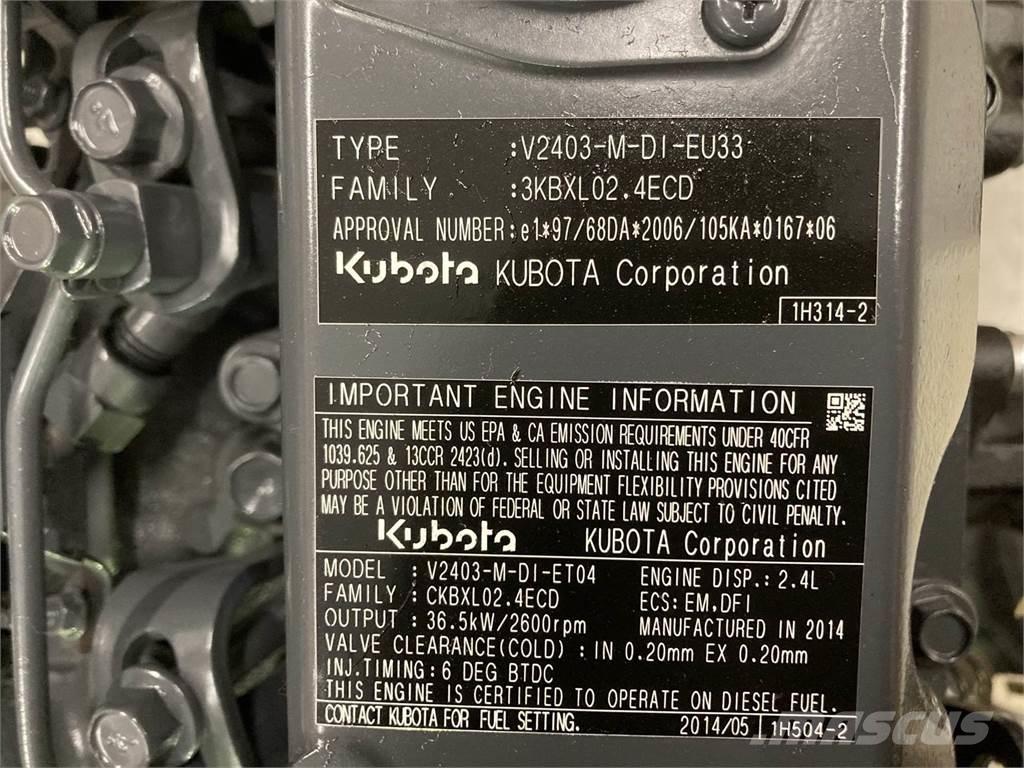 TYPE :V2403-M-DI-EU33
FAMILY :3KBXL02.4ECD
APPROVAL NUMBER:e1*97/68DA*2006/105KA*0167*06
Kubota KUBOTA Corporation
1H314-2
IMPORTANT ENGINE INFORMATION
THIS ENGINE MEETS US EPA & CA EMISSION REQUIREMENTS UNDER 40CFR
1039.625 & 13CCR 2423(d). SELLING OR INSTALLING THIS ENGINE FOR ANY
PURPOSE OTHER THAN FOR THE EQUIPMENT FLEXIBILITY PROVISIONS CITED
MAY BE A VIOLATION OF FEDERAL OR STATE LAW SUBJECT TO CIVIL PENALTY.
Kubota KUBOTA Corporation
MODEL : V2403-M-DI-ET04 ENGINE DISP.: 2.4L
FAMILY : CKBXL02.4ECD ECS: EM,DFI
OUTPUT : 36.5kW/2600rpm MANUFACTURED IN 2014
VALVE CLEARANCE(COLD) : IN 0.20mm EX 0.20mm
INJ.TIMING: 6 DEG BTDC
THIS ENGINE IS CERTIFIED TO OPERATE ON DIESEL FUEL.
CONTACT KUBOTA FOR FUEL SETTING. 2014/05 1H504-2
MASCUS